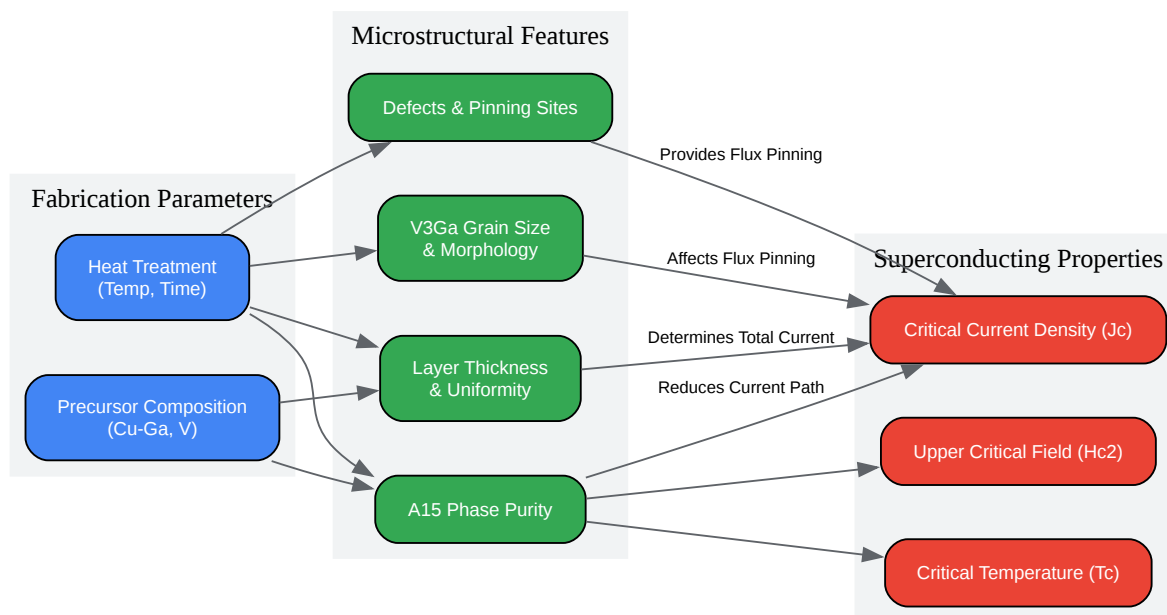 Microstructural Features
Defects & Pinning Sites
Provides Flux Pinning
Fabrication Parameters
V3Ga Grain Size
& Morphology
Affects Flux Pinning
Superconducting Properties
Heat Treatment
(Temp, Time)
Critical Current Density (Jc)
Determines Total Current
Layer Thickness
& Uniformity
Reduces Current Path
Precursor Composition
(Cu-Ga, V)
Upper Critical Field (Hc2)
A15 Phase Purity
Critical Temperature (Tc)